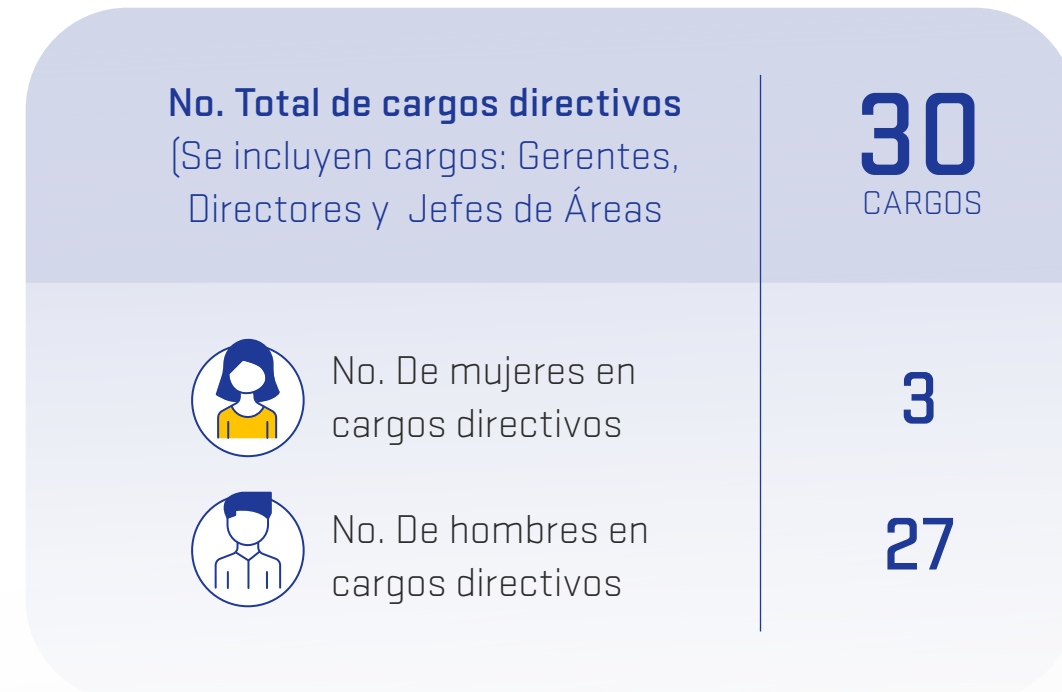 No. Total de cargos directivos
(Se incluyen cargos: Gerentes,
Directores y Jefes de Áreas
30
CARGOS
No. De mujeres en
cargos directivos
3
No. De hombres en
cargos directivos
27